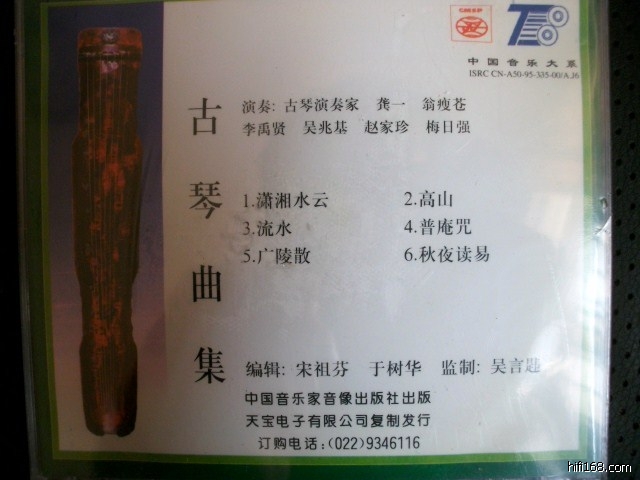 CMAP
中国音乐大系
ISRC CN-A50-95-335-00/A.J6
古琴曲集
演奏: 古琴演奏家 龚一 翁瘦苍
李禹贤 吴兆基 赵家珍 梅日强
1.潇湘水云 2.高山
3.流水 4.普庵咒
5.广陵散 6.秋夜读易
编辑: 宋祖芬 于树华 监制: 吴言韪
中国音乐家音像出版社出版
天宝电子有限公司复制发行
订购电话:(022)9346116
hifi168.com